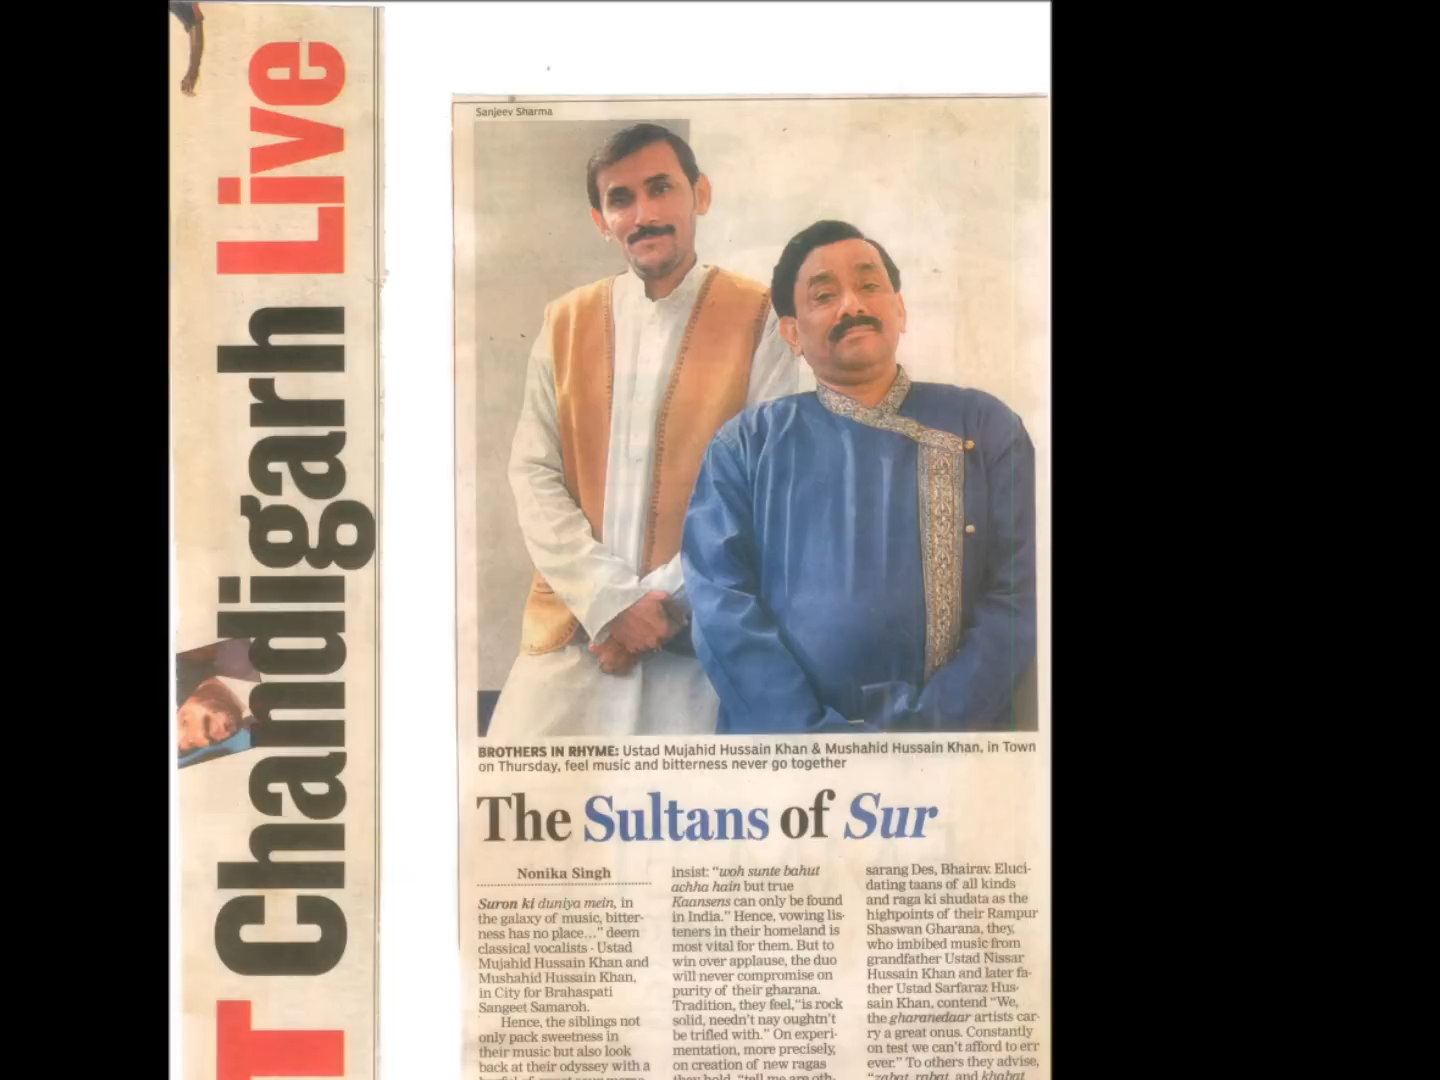 Chandigarh Live
Sanjeev Sharma
BROTHERS IN RHYME: Ustad Mujahid Hussain Khan & Mushahid Hussain Khan, in Town
on Thursday, feel music and bitterness never go together
The Sultans of Sur
Nonika Singh
Suron ki duniya mein, in
the galaxy of music, bitter-
ness has no place…" deem
classical vocalists - Ustad
Mujahid Hussain Khan and
Mushahid Hussain Khan,
in City for Brahaspati
Sangeet Samaroh.
Hence, the siblings not
only pack sweetness in
their music but also look
back at their odyssey with a
insist: "woh sunte bahut
achha hain but true
Kaansens can only be found
in India." Hence, vowing lis-
teners in their homeland is
most vital for them. But to
win over applause, the duo
will never compromise on
purity of their gharana.
Tradition, they feel,"is rock
solid, needn't nay oughtn't
be trifled with." On experi-
mentation, more precisely,
on creation of new ragas
they hold, "tell me are oth-
sarang Des, Bhairav. Eluci-
dating taans of all kinds
and raga ki shudata as the
highpoints of their Rampur
Shaswan Gharana, they,
who imbibed music from
grandfather Ustad Nissar
Hussain Khan and later fa-
ther Ustad Sarfaraz Hus-
sain Khan, contend "We,
the gharanedaar artists car-
ry a great onus. Constantly
on test we can't afford to err
ever." To others they advise,
"rabat, and khabat